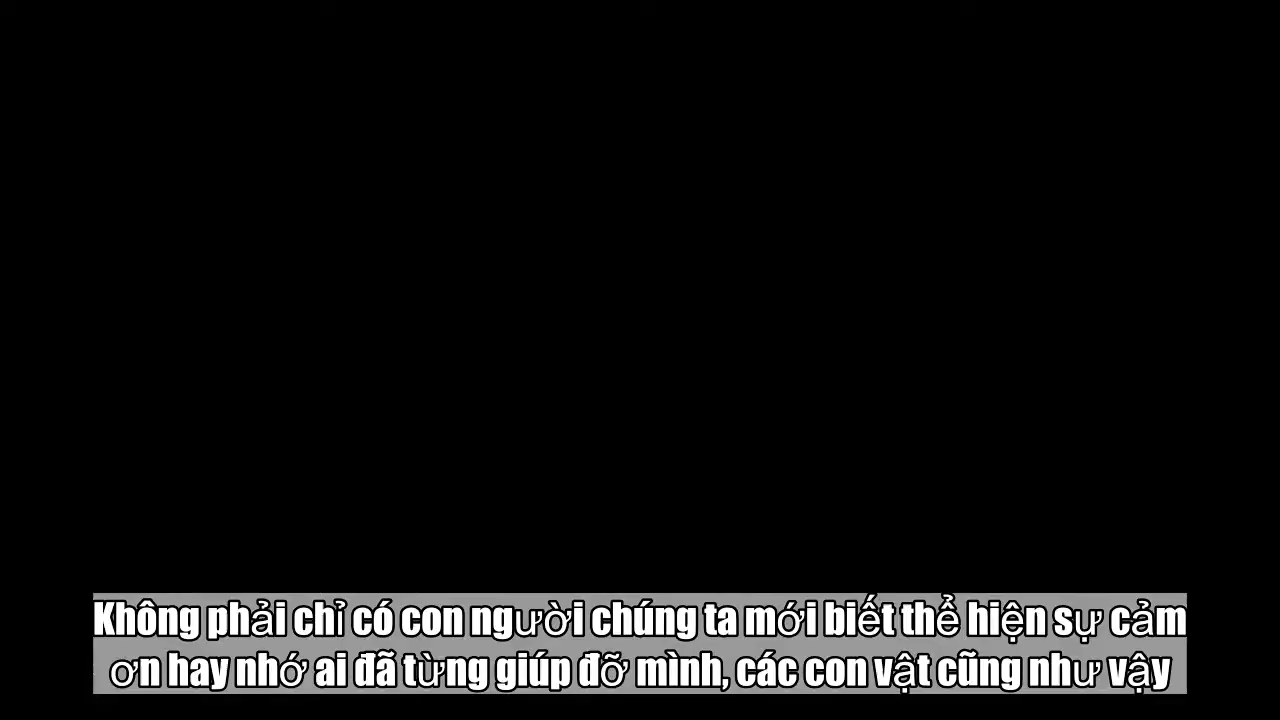 Không phải chỉ có con người chúng ta mới biết thể hiện sự cảm
ơn hay nhớ ai đã từng giúp đỡ mình, các con vật cũng như vậy